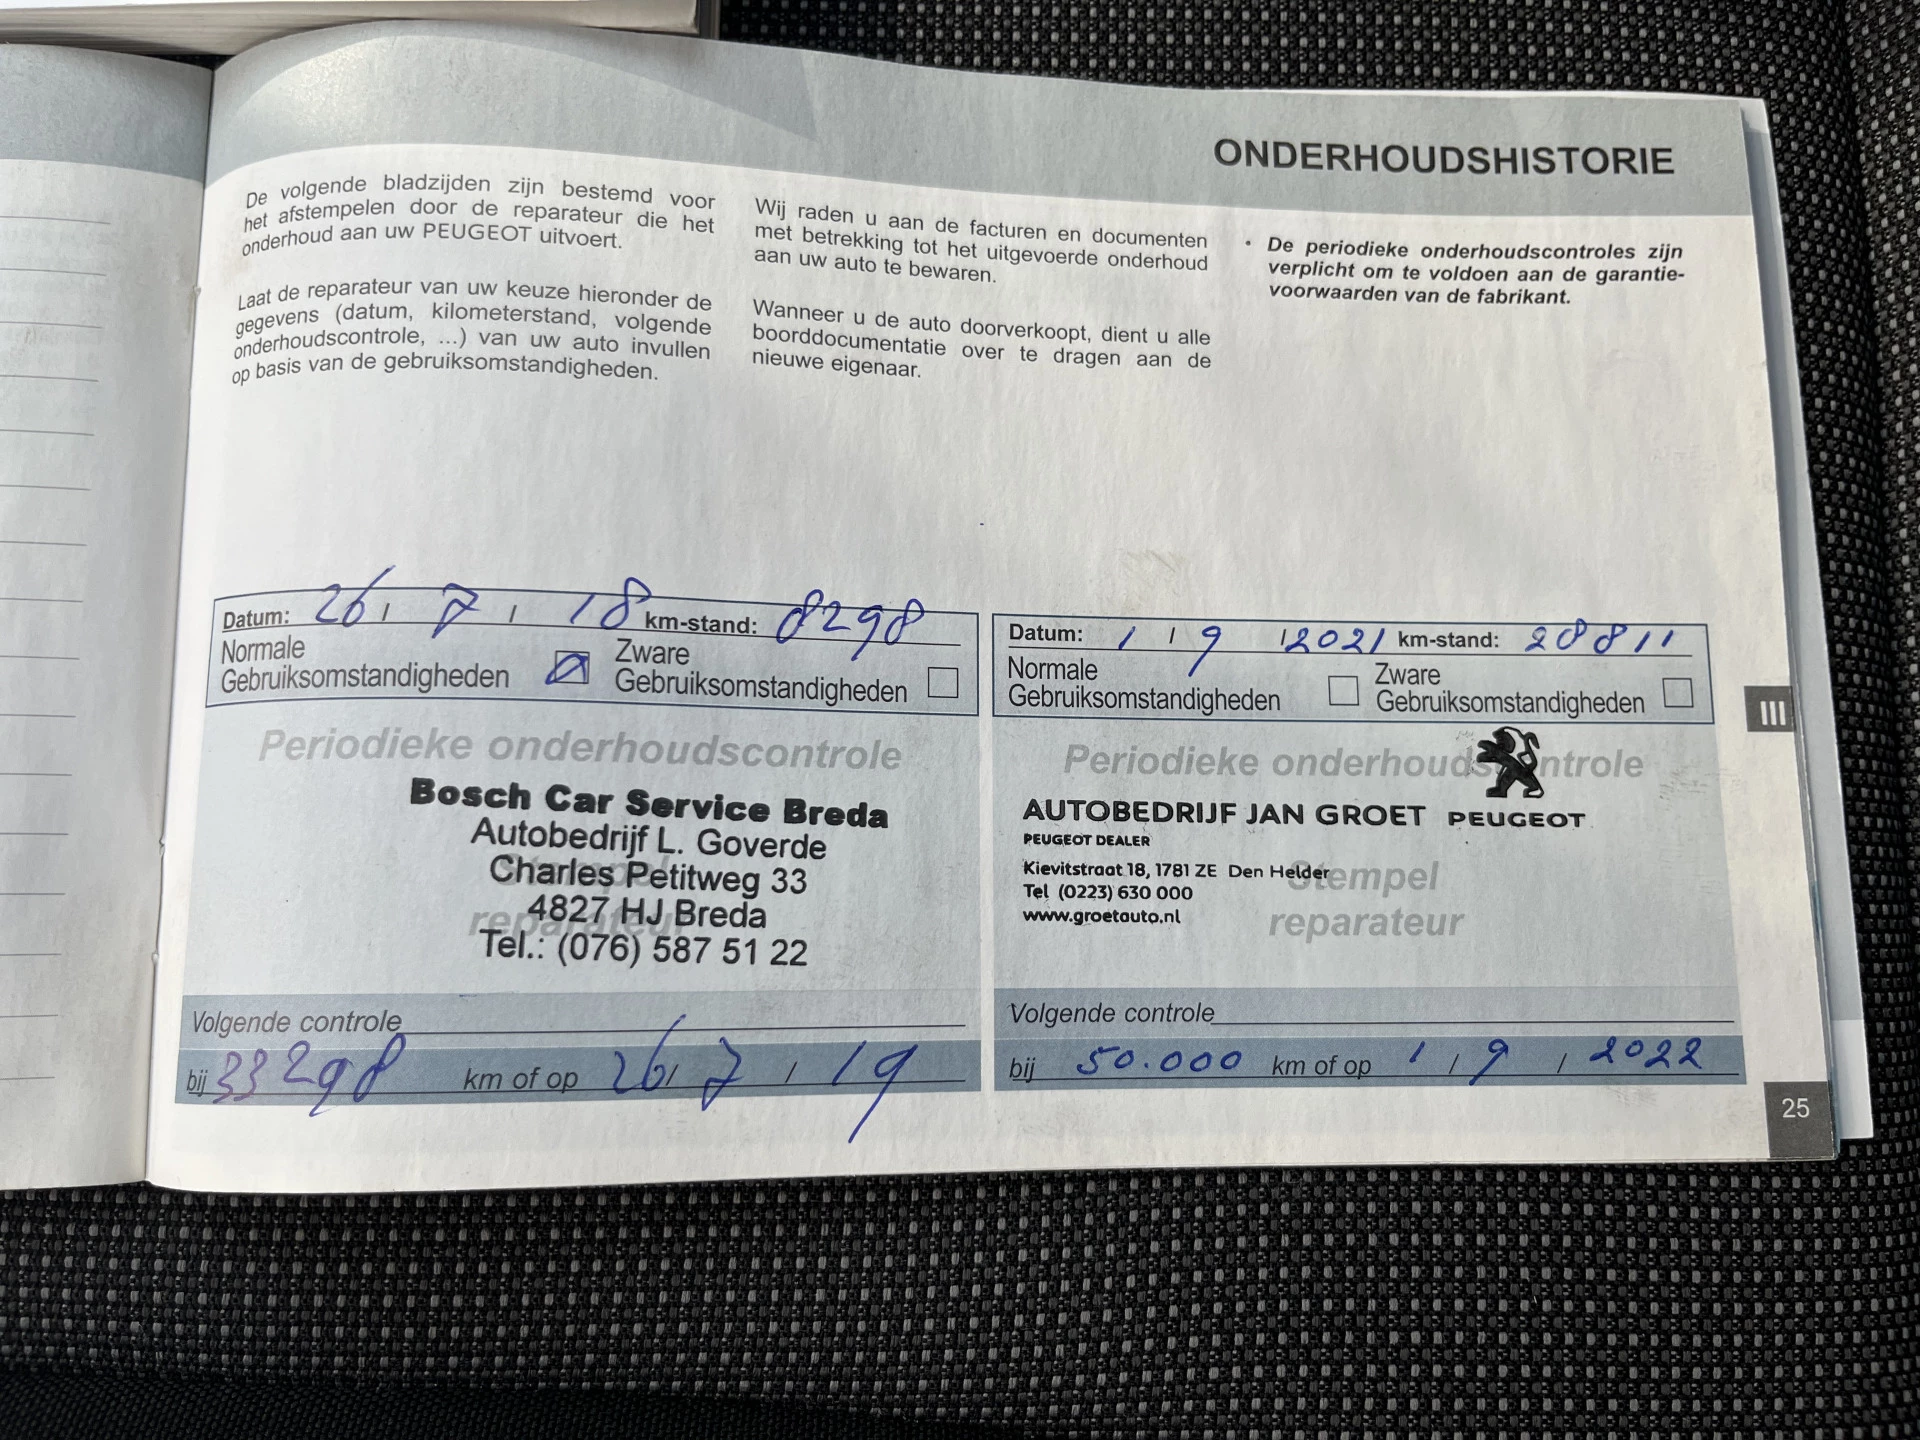 ONDERHOUDSHISTORIE
De volgende bladzijden zijn bestemd voor
het afstempelen door de reparateur die het
onderhoud aan uw PEUGEOT uitvoert.
Laat de reparateur van uw keuze hieronder de
gegevens (datum, kilometerstand, volgende
onderhoudscontrole, ...) van uw auto invullen
op basis van de gebruiksomstandigheden.
Wij raden u aan de facturen en documenten
met betrekking tot het uitgevoerde onderhoud
aan uw auto te bewaren.
Wanneer u de auto doorverkoopt, dient u alle
boorddocumentatie over te dragen aan de
nieuwe eigenaar.
• De periodieke onderhoudscontroles zijn
verplicht om te voldoen aan de garantie-
voorwaarden van de fabrikant.
Datum: 26 / 7 / 18 km-stand: 8298
Normale
Gebruiksomstandigheden
Zware
Gebruiksomstandigheden
Periodieke onderhoudscontrole
Bosch Car Service Breda
Autobedrijf L. Goverde
Charles Petitweg 33
4827 HJ Breda
reparateur
Tel.: (076) 587 51 22
Volgende controle
bij 33298 km of op 26 / 7 / 19
Datum: 1 / 9 / 2021 km-stand: 28811
Normale
Gebruiksomstandigheden
Zware
Gebruiksomstandigheden
Periodieke onderhoudscontrole
AUTOBEDRIJF JAN GROET PEUGEOT
PEUGEOT DEALER
Kievitstraat 18, 1781 ZE Den Helder
Stempel
Tel (0223) 630 000
www.groetauto.nl
reparateur
Volgende controle
bij 50.000 km of op 1 / 9 / 2022
III
25